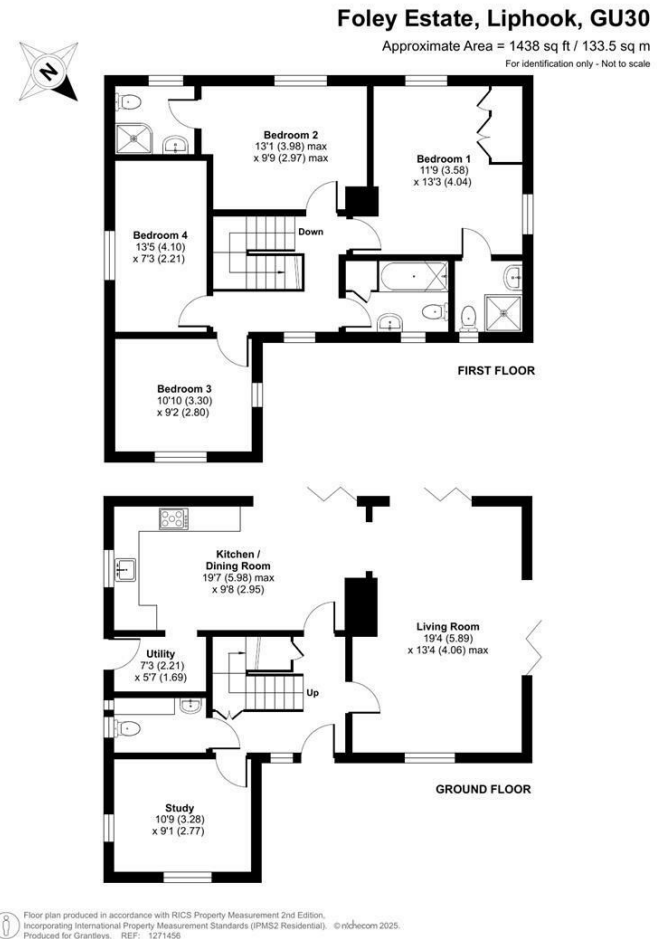 Foley Estate, Liphook, GU30
Approximate Area = 1438 sq ft / 133.5 sq m
For identification only - Not to scale
N
Bedroom 2
13'1 (3.98) max
x 9'9 (2.97) max
Bedroom 1
11'9 (3.58)
x 13'3 (4.04)
Bedroom 4
13'5 (4.10)
x 7'3 (2.21)
Down
Bedroom 3
10'10 (3.30)
x 9'2 (2.80)
FIRST FLOOR
Kitchen /
Dining Room
19'7 (5.98) max
x 9'8 (2.95)
Living Room
19'4 (5.89)
x 13'4 (4.06) max
Utility
7'3 (2.21)
x 5'7 (1.69)
Up
Study
10'9 (3.28)
x 9'1 (2.77)
GROUND FLOOR
Floor plan produced in accordance with RICS Property Measurement 2nd Edition,
Incorporating International Property Measurement Standards (IPMS2 Residential). © nichecom 2025.
Produced for Grantleys. REF: 1271456